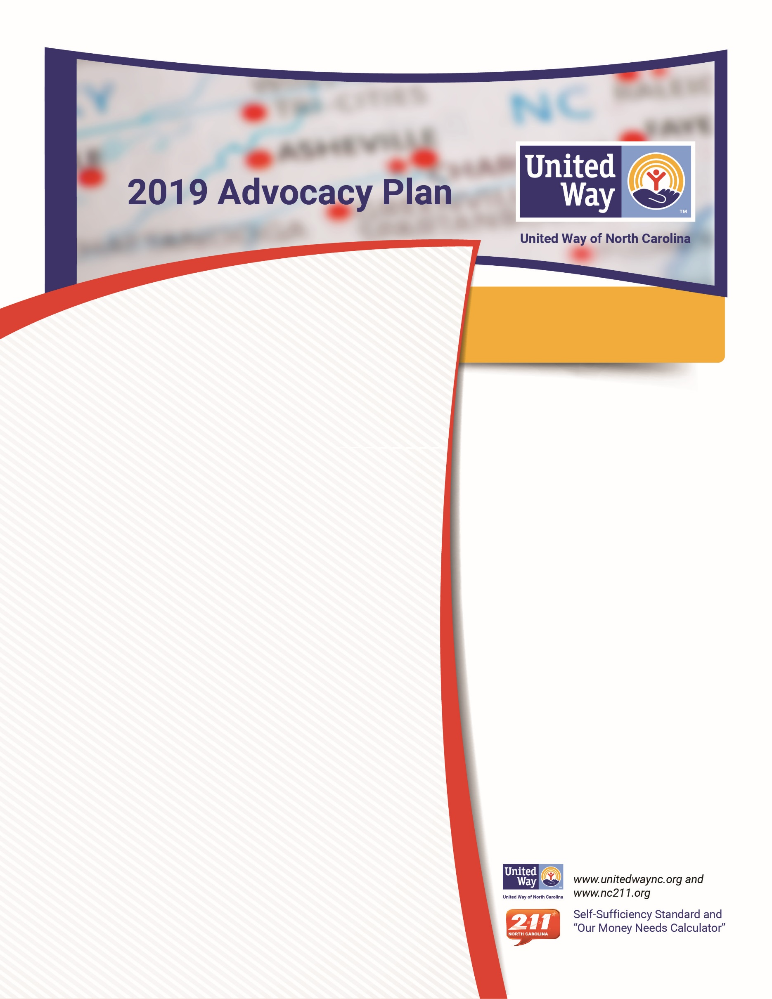 NC
ASHEVILLE
2019 Advocacy Plan
United
Way
TM
United Way of North Carolina
United
Way
United Way of North Carolina
www.unitedwaync.org and
www.nc211.org
211
NORTH CAROLINA
Self-Sufficiency Standard and
“Our Money Needs Calculator”